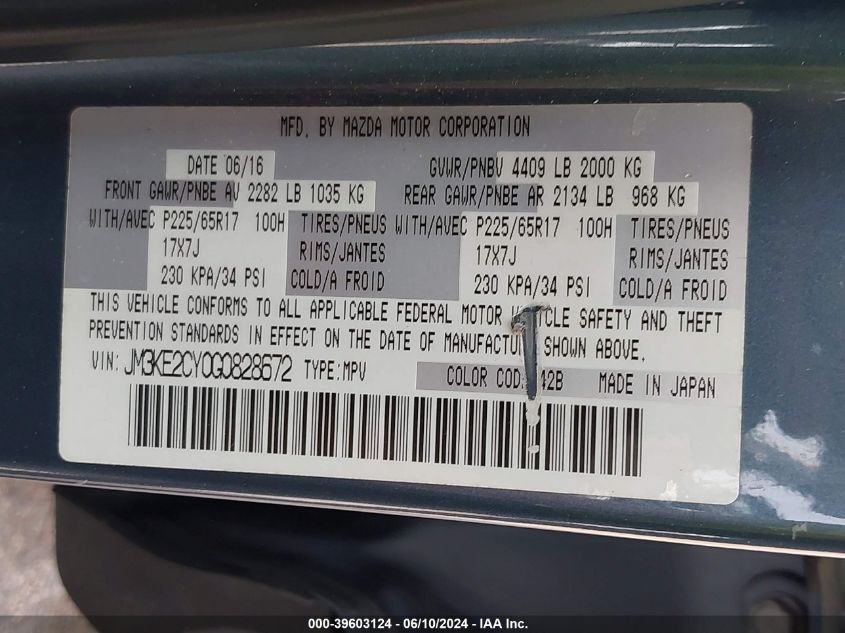 MFD. BY MAZDA MOTOR CORPORATION
DATE 06/16 GVWR/PNBV 4409 LB 2000 KG
FRONT GAWR/PNBE AV 2282 LB 1035 KG REAR GAWR/PNBE AR 2134 LB 968 KG
WITH/AVEC P225/65R17 100H TIRES/PNEUS WITH/AVEC P225/65R17 100H TIRES/PNEUS
17X7J RIMS/JANTES 17X7J RIMS/JANTES
230 KPA/34 PSI COLD/A FROID 230 KPA/34 PSI COLD/A FROID
THIS VEHICLE CONFORMS TO ALL APPLICABLE FEDERAL MOTOR VEHICLE SAFETY AND THEFT
PREVENTION STANDARDS IN EFFECT ON THE DATE OF MANUFACTURE SHOWN ABOVE.
VIN: JM3KE2CY0G0828672 TYPE:MPV COLOR CODE 42B MADE IN JAPAN
000-39603124 - 06/10/2024 - IAA Inc.